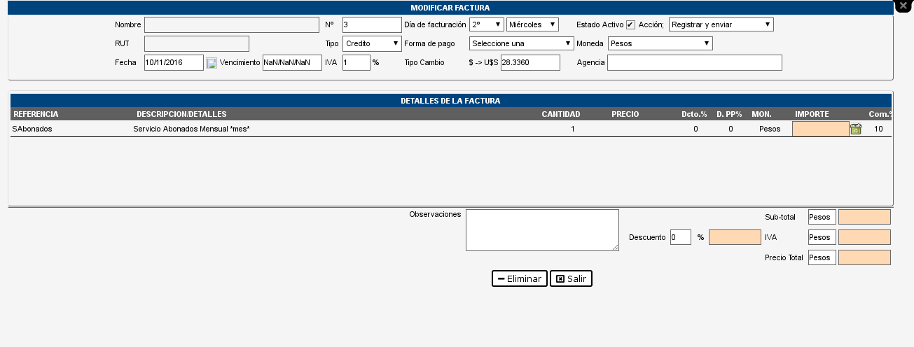 MODIFICAR FACTURA
Nombre Nº 3 Día de facturación 2º Miércoles Estado Activo Acción: Registrar y enviar
RUT Tipo Credito Forma de pago Seleccione una Moneda Pesos
Fecha 10/11/2016 Vencimiento NaN/NaN/NaN IVA 1 % Tipo Cambio $ -> U$S 28.3360 Agencia
DETALLES DE LA FACTURA
REFERENCIA DESCRIPCION/DETALLES CANTIDAD PRECIO Dcto.% D. PP% MON. IMPORTE Com.%
SAbonados Servicio Abonados Mensual *mes* 1 0 0 Pesos 10
Observaciones Sub-total Pesos
Descuento 0 % IVA Pesos
Precio Total Pesos
Eliminar Salir